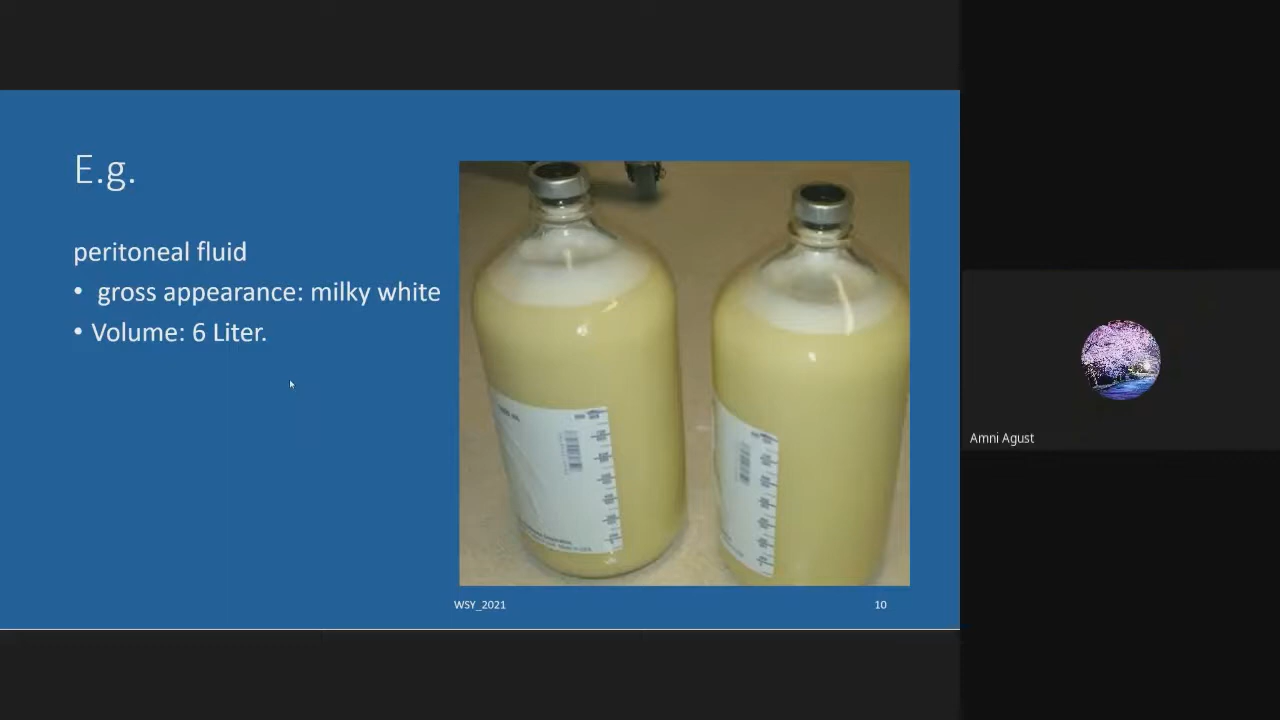 E.g.
peritoneal fluid
• gross appearance: milky white
• Volume: 6 Liter.
WSY_2021
10
Amni Agust